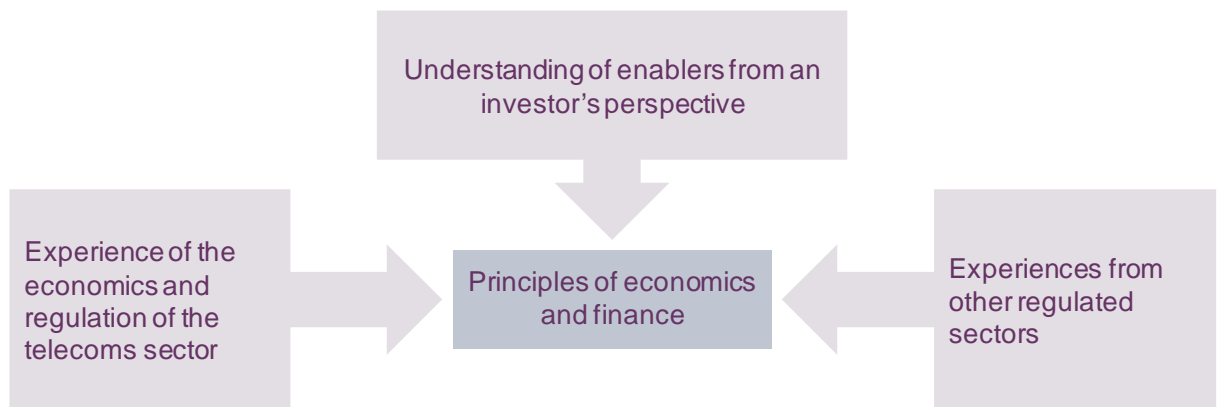 Understanding of enablers from an
investor's perspective
Experience of the
economics and
regulation of the
telecoms sector
Principles of economics
and finance
Experiences from
other regulated
sectors